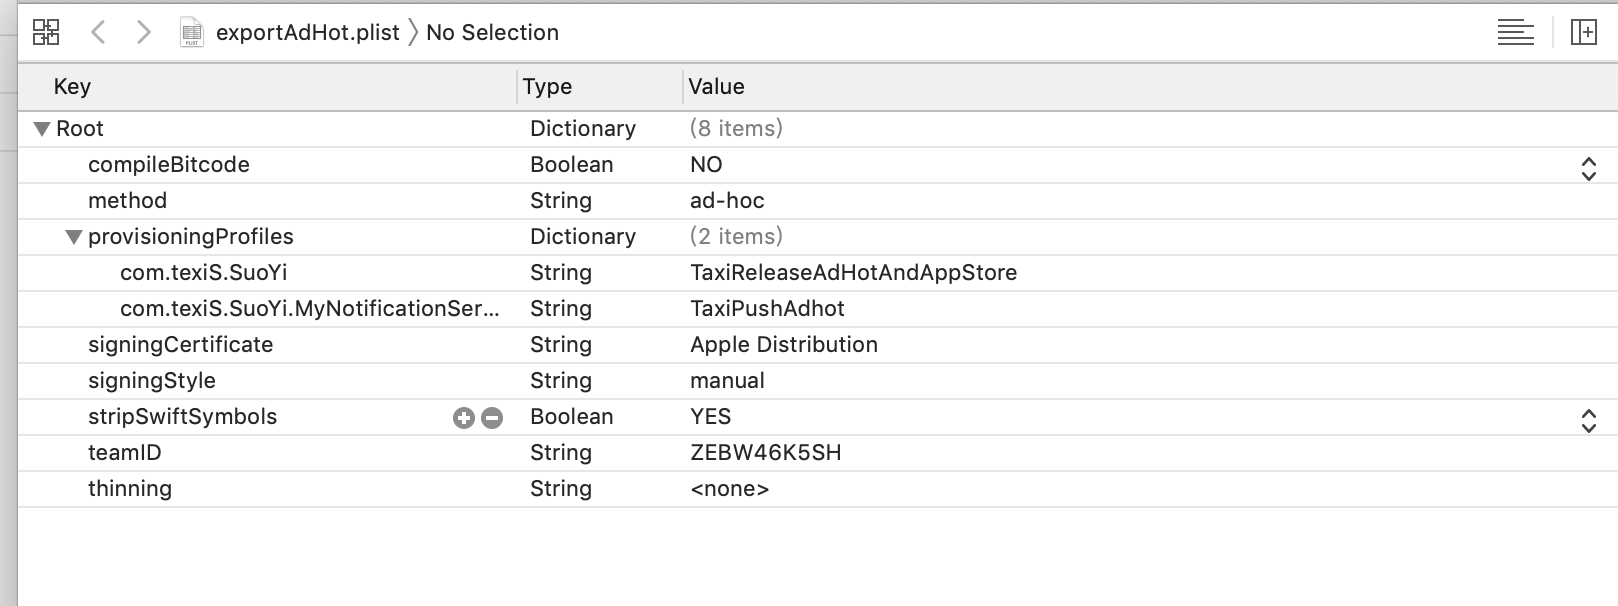 exportAdHot.plist 〉 No Selection
Key Type Value
Root Dictionary (8 items)
compileBitcode Boolean NO
method String ad-hoc
provisioningProfiles Dictionary (2 items)
com.texiS.SuoYi String TaxiReleaseAdHotAndAppStore
com.texiS.SuoYi.MyNotificationSer... String TaxiPushAdhot
signingCertificate String Apple Distribution
signingStyle String manual
stripSwiftSymbols Boolean YES
teamID String ZEBW46K5SH
thinning String <none>